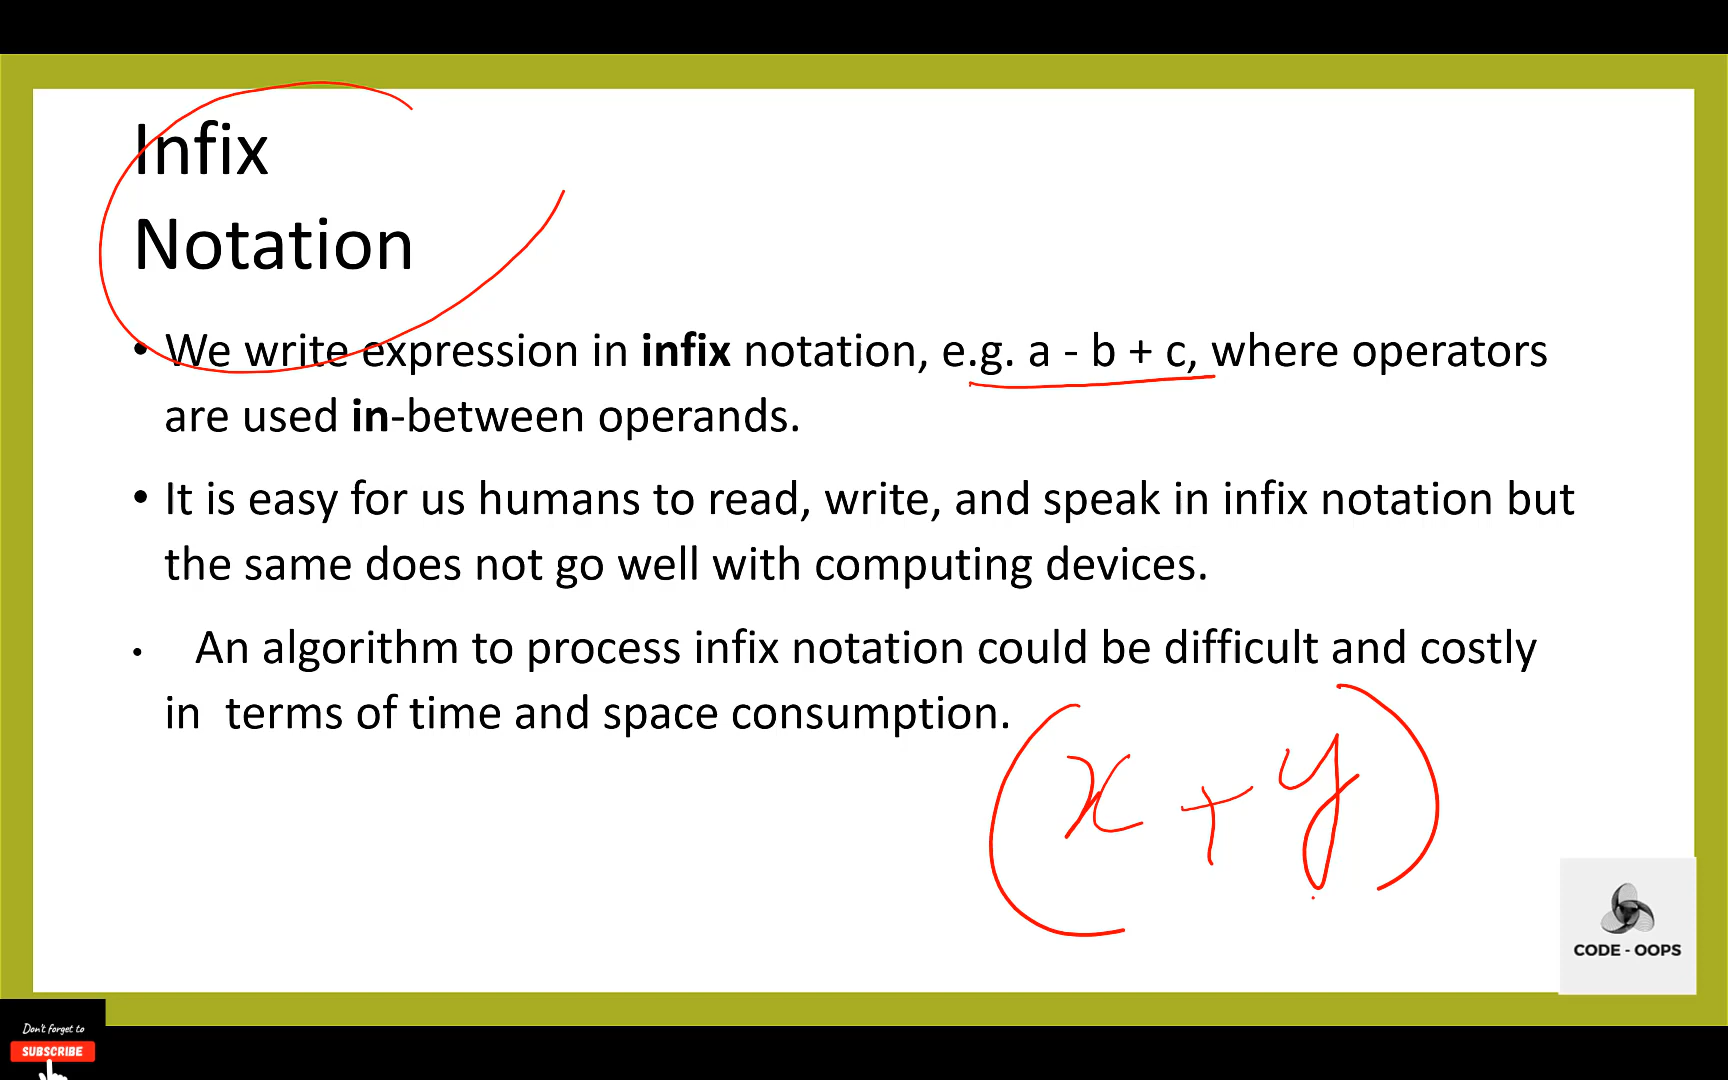 Infix
Notation
• We write expression in infix notation, e.g. a - b + c, where operators
are used in-between operands.
• It is easy for us humans to read, write, and speak in infix notation but
the same does not go well with computing devices.
• An algorithm to process infix notation could be difficult and costly
in terms of time and space consumption.
(x + y)
CODE - OOPS
Don't forget to
SUBSCRIBE